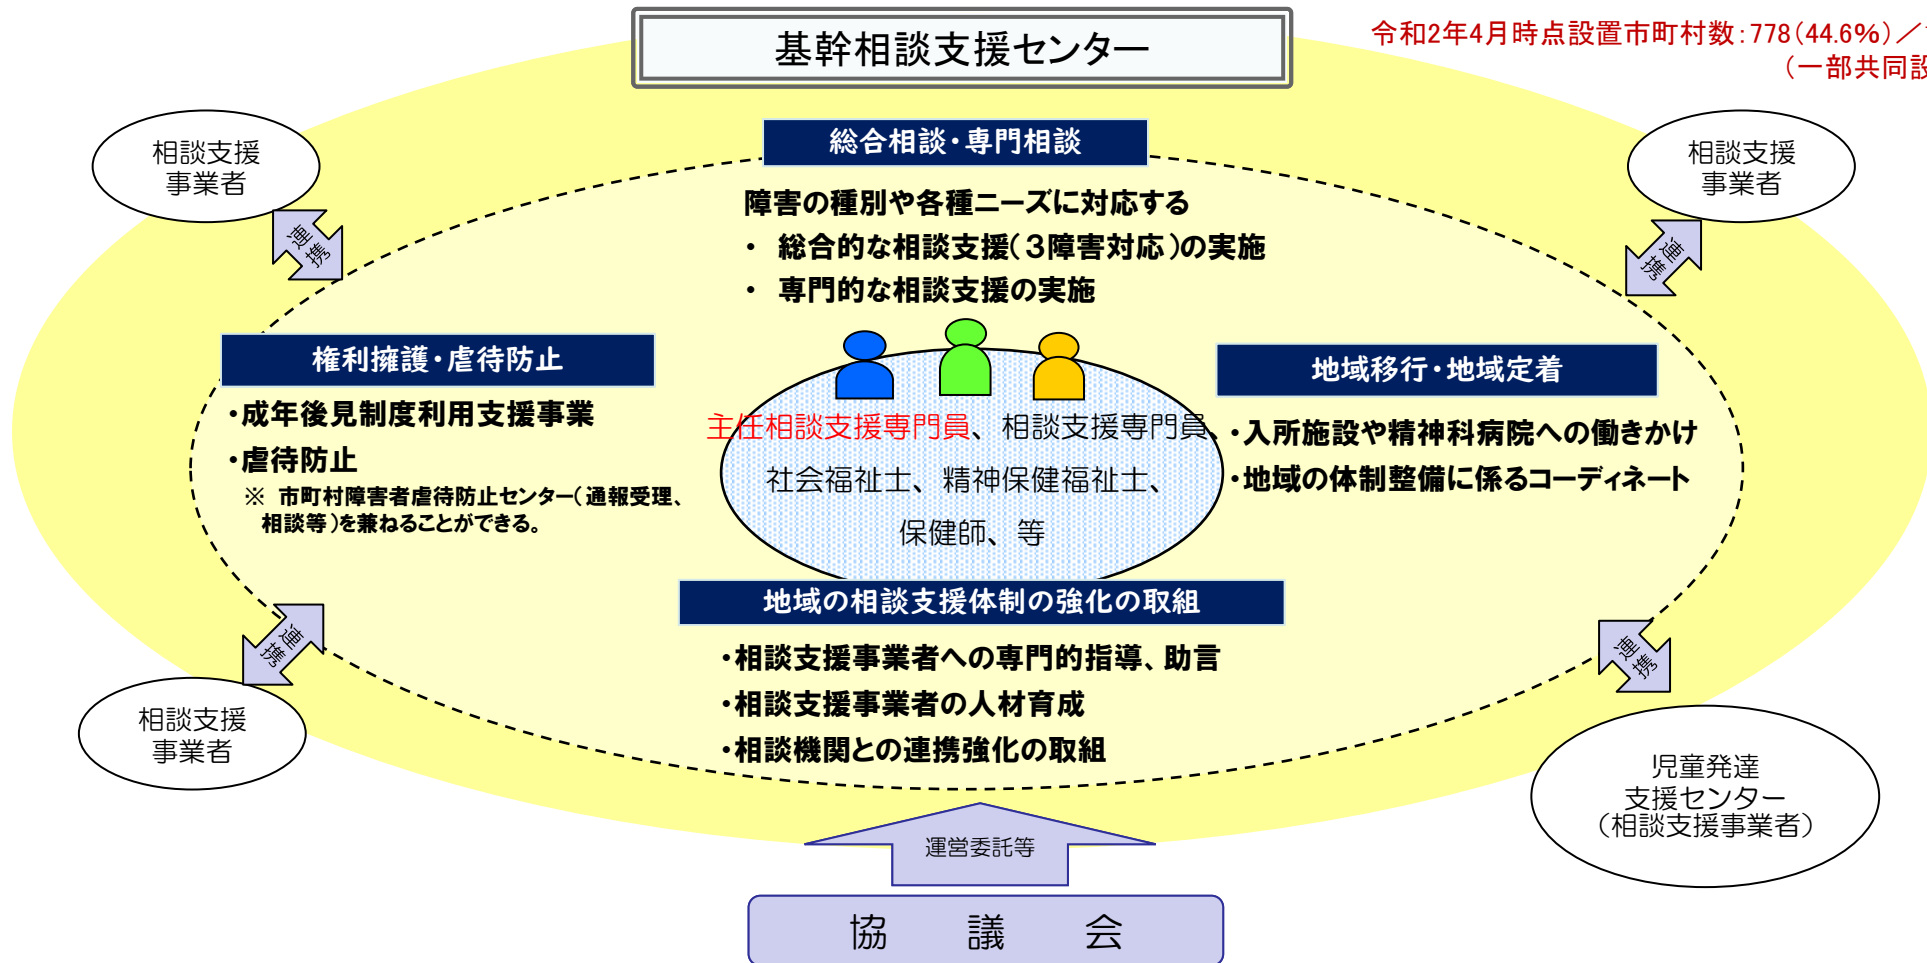 基幹相談支援センター
令和2年4月時点設置市町村数:778(44.6%)/
(一部共同設
相談支援
事業者
連携
総合相談・専門相談
障害の種別や各種ニーズに対応する
・ 総合的な相談支援(3障害対応)の実施
・ 専門的な相談支援の実施
相談支援
事業者
連携
権利擁護・虐待防止
・成年後見制度利用支援事業
・虐待防止
※ 市町村障害者虐待防止センター(通報受理、
相談等)を兼ねることができる。
主任相談支援専門員、相談支援専門員、
社会福祉士、精神保健福祉士、
保健師、等
地域移行・地域定着
・入所施設や精神科病院への働きかけ
・地域の体制整備に係るコーディネート
地域の相談支援体制の強化の取組
・相談支援事業者への専門的指導、助言
・相談支援事業者の人材育成
・相談機関との連携強化の取組
連携
相談支援
事業者
連携
児童発達
支援センター
(相談支援事業者)
運営委託等
協 議 会